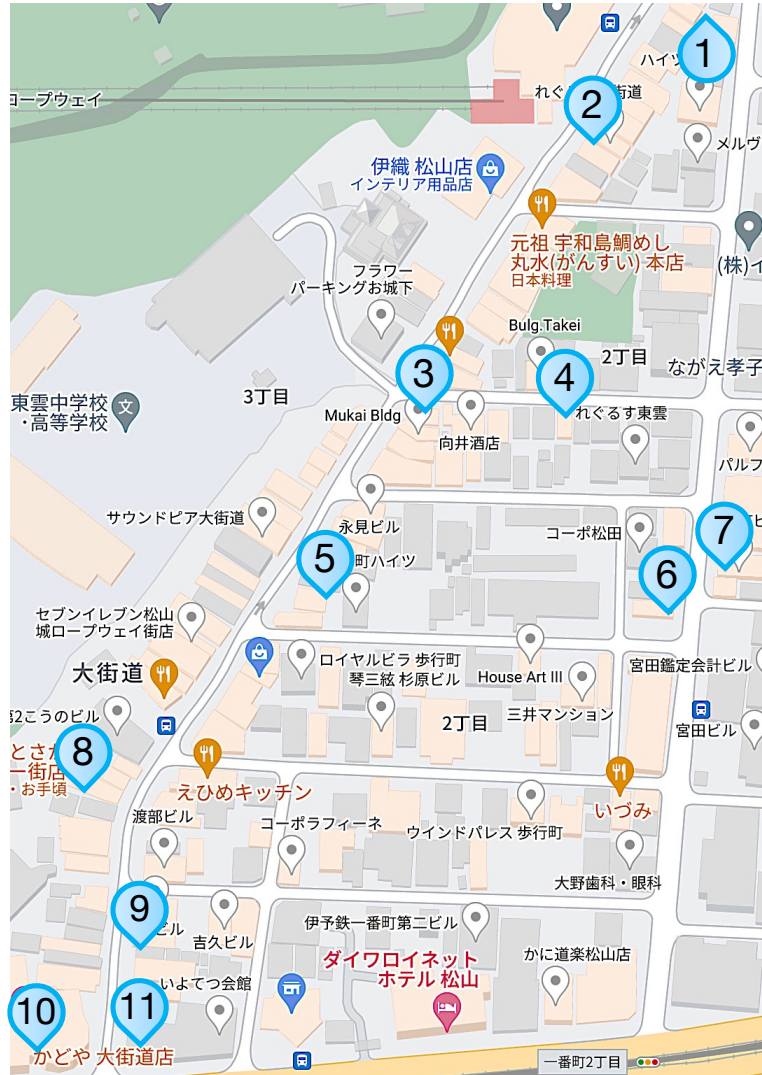 1
ハイツ
2
ロープウェイ
街道
メルヴ
伊織 松山店
インテリア用品店
元祖 宇和島鯛めし
丸水(がんすい) 本店
日本料理
(株)イ
フラワー
パーキングお城下
Bulg.Takei
2丁目
ながえ孝子
3
4
3丁目
東雲中学校
・高等学校
文
Mukai Bldg
れぐるす東雲
向井酒店
パルフ
サウンドピア大街道
永見ビル
コーポ松田
5
町ハイツ
6
7
セブンイレブン松山
城ロープウェイ街店
ロイヤルビラ 歩行町
琴三絃 杉原ビル
House Art III
宮田鑑定会計ビル
大街道
三井マンション
第2こうのビル
2丁目
宮田ビル
8
とさか
一街店
・お手頃
えひめキッチン
いづみ
渡部ビル
コーポラフィーネ
ウインドパレス 歩行町
大野歯科・眼科
9
ビル
吉久ビル
伊予鉄一番町第二ビル
ダイワロイネット
ホテル 松山
かに道楽松山店
10
11
いよてつ会館
かどや 大街道店
一番町2丁目